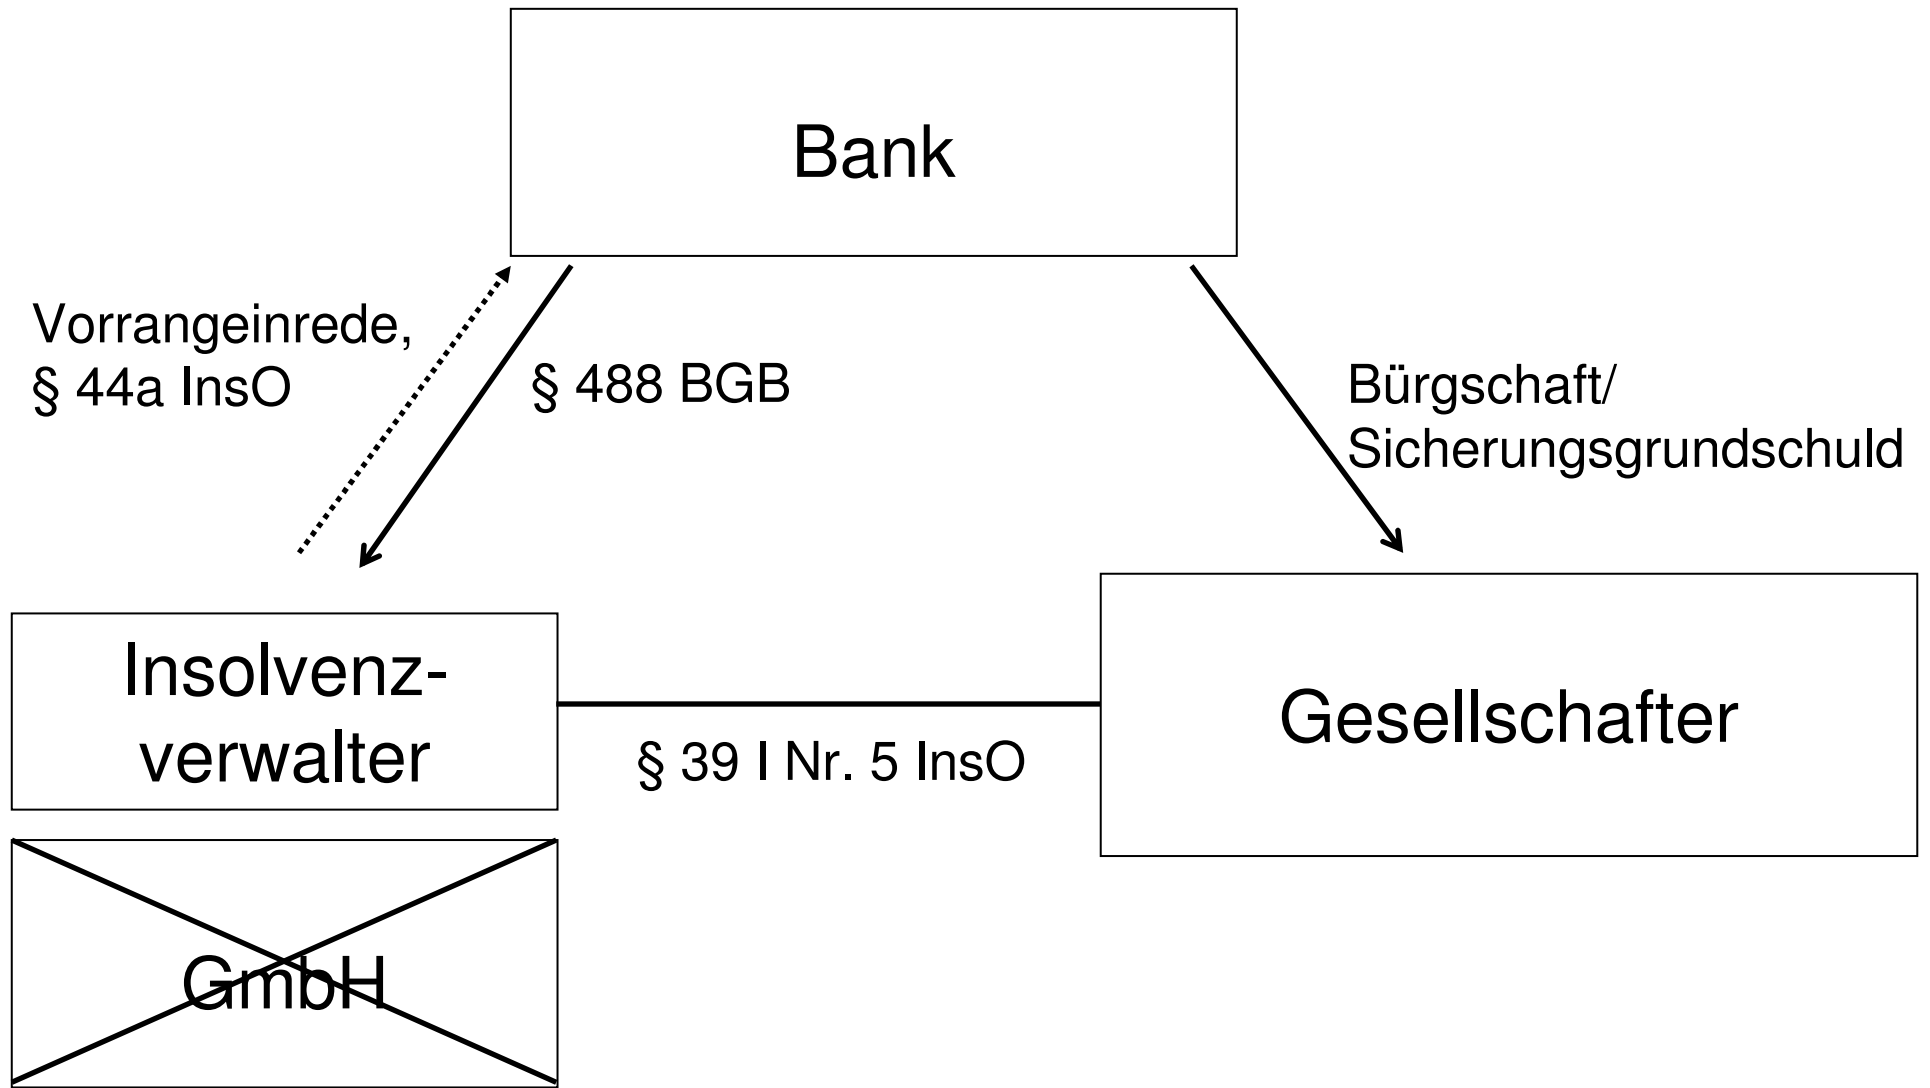 Bank
Vorrangeinrede,
§ 44a InsO
§ 488 BGB
Bürgschaft/
Sicherungsgrundschuld
Insolvenz-
verwalter
§ 39 I Nr. 5 InsO
Gesellschafter
GmbH